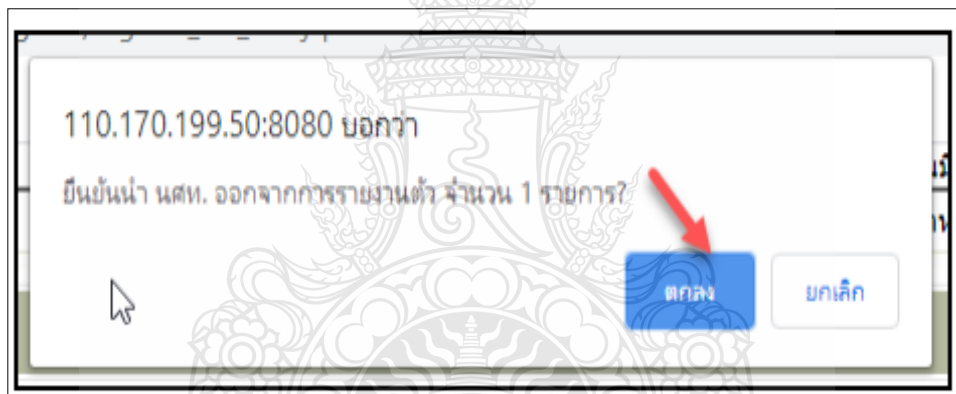 110.170.199.50:8080 บอกว่า
ยืนยันนำ นศท. ออกจากการรายงานตัว จำนวน 1 รายการ?
ตกลง ยกเลิก